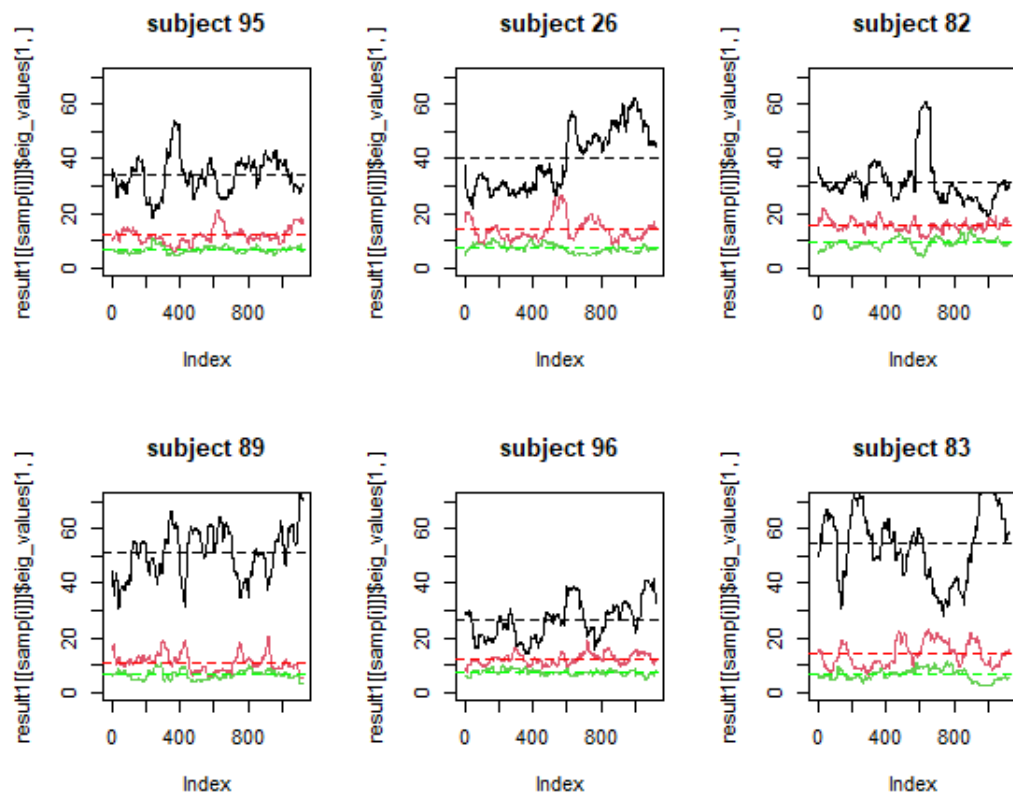 subject 95
result1[[samp[i]]]$eig_values[1, ]
60
40
20
0
0 400 800
Index
subject 26
result1[[samp[i]]]$eig_values[1, ]
60
40
20
0
0 400 800
Index
subject 82
result1[[samp[i]]]$eig_values[1, ]
60
40
20
0
0 400 800
Index
subject 89
result1[[samp[i]]]$eig_values[1, ]
60
40
20
0
0 400 800
Index
subject 96
result1[[samp[i]]]$eig_values[1, ]
60
40
20
0
0 400 800
Index
subject 83
result1[[samp[i]]]$eig_values[1, ]
60
40
20
0
0 400 800
Index